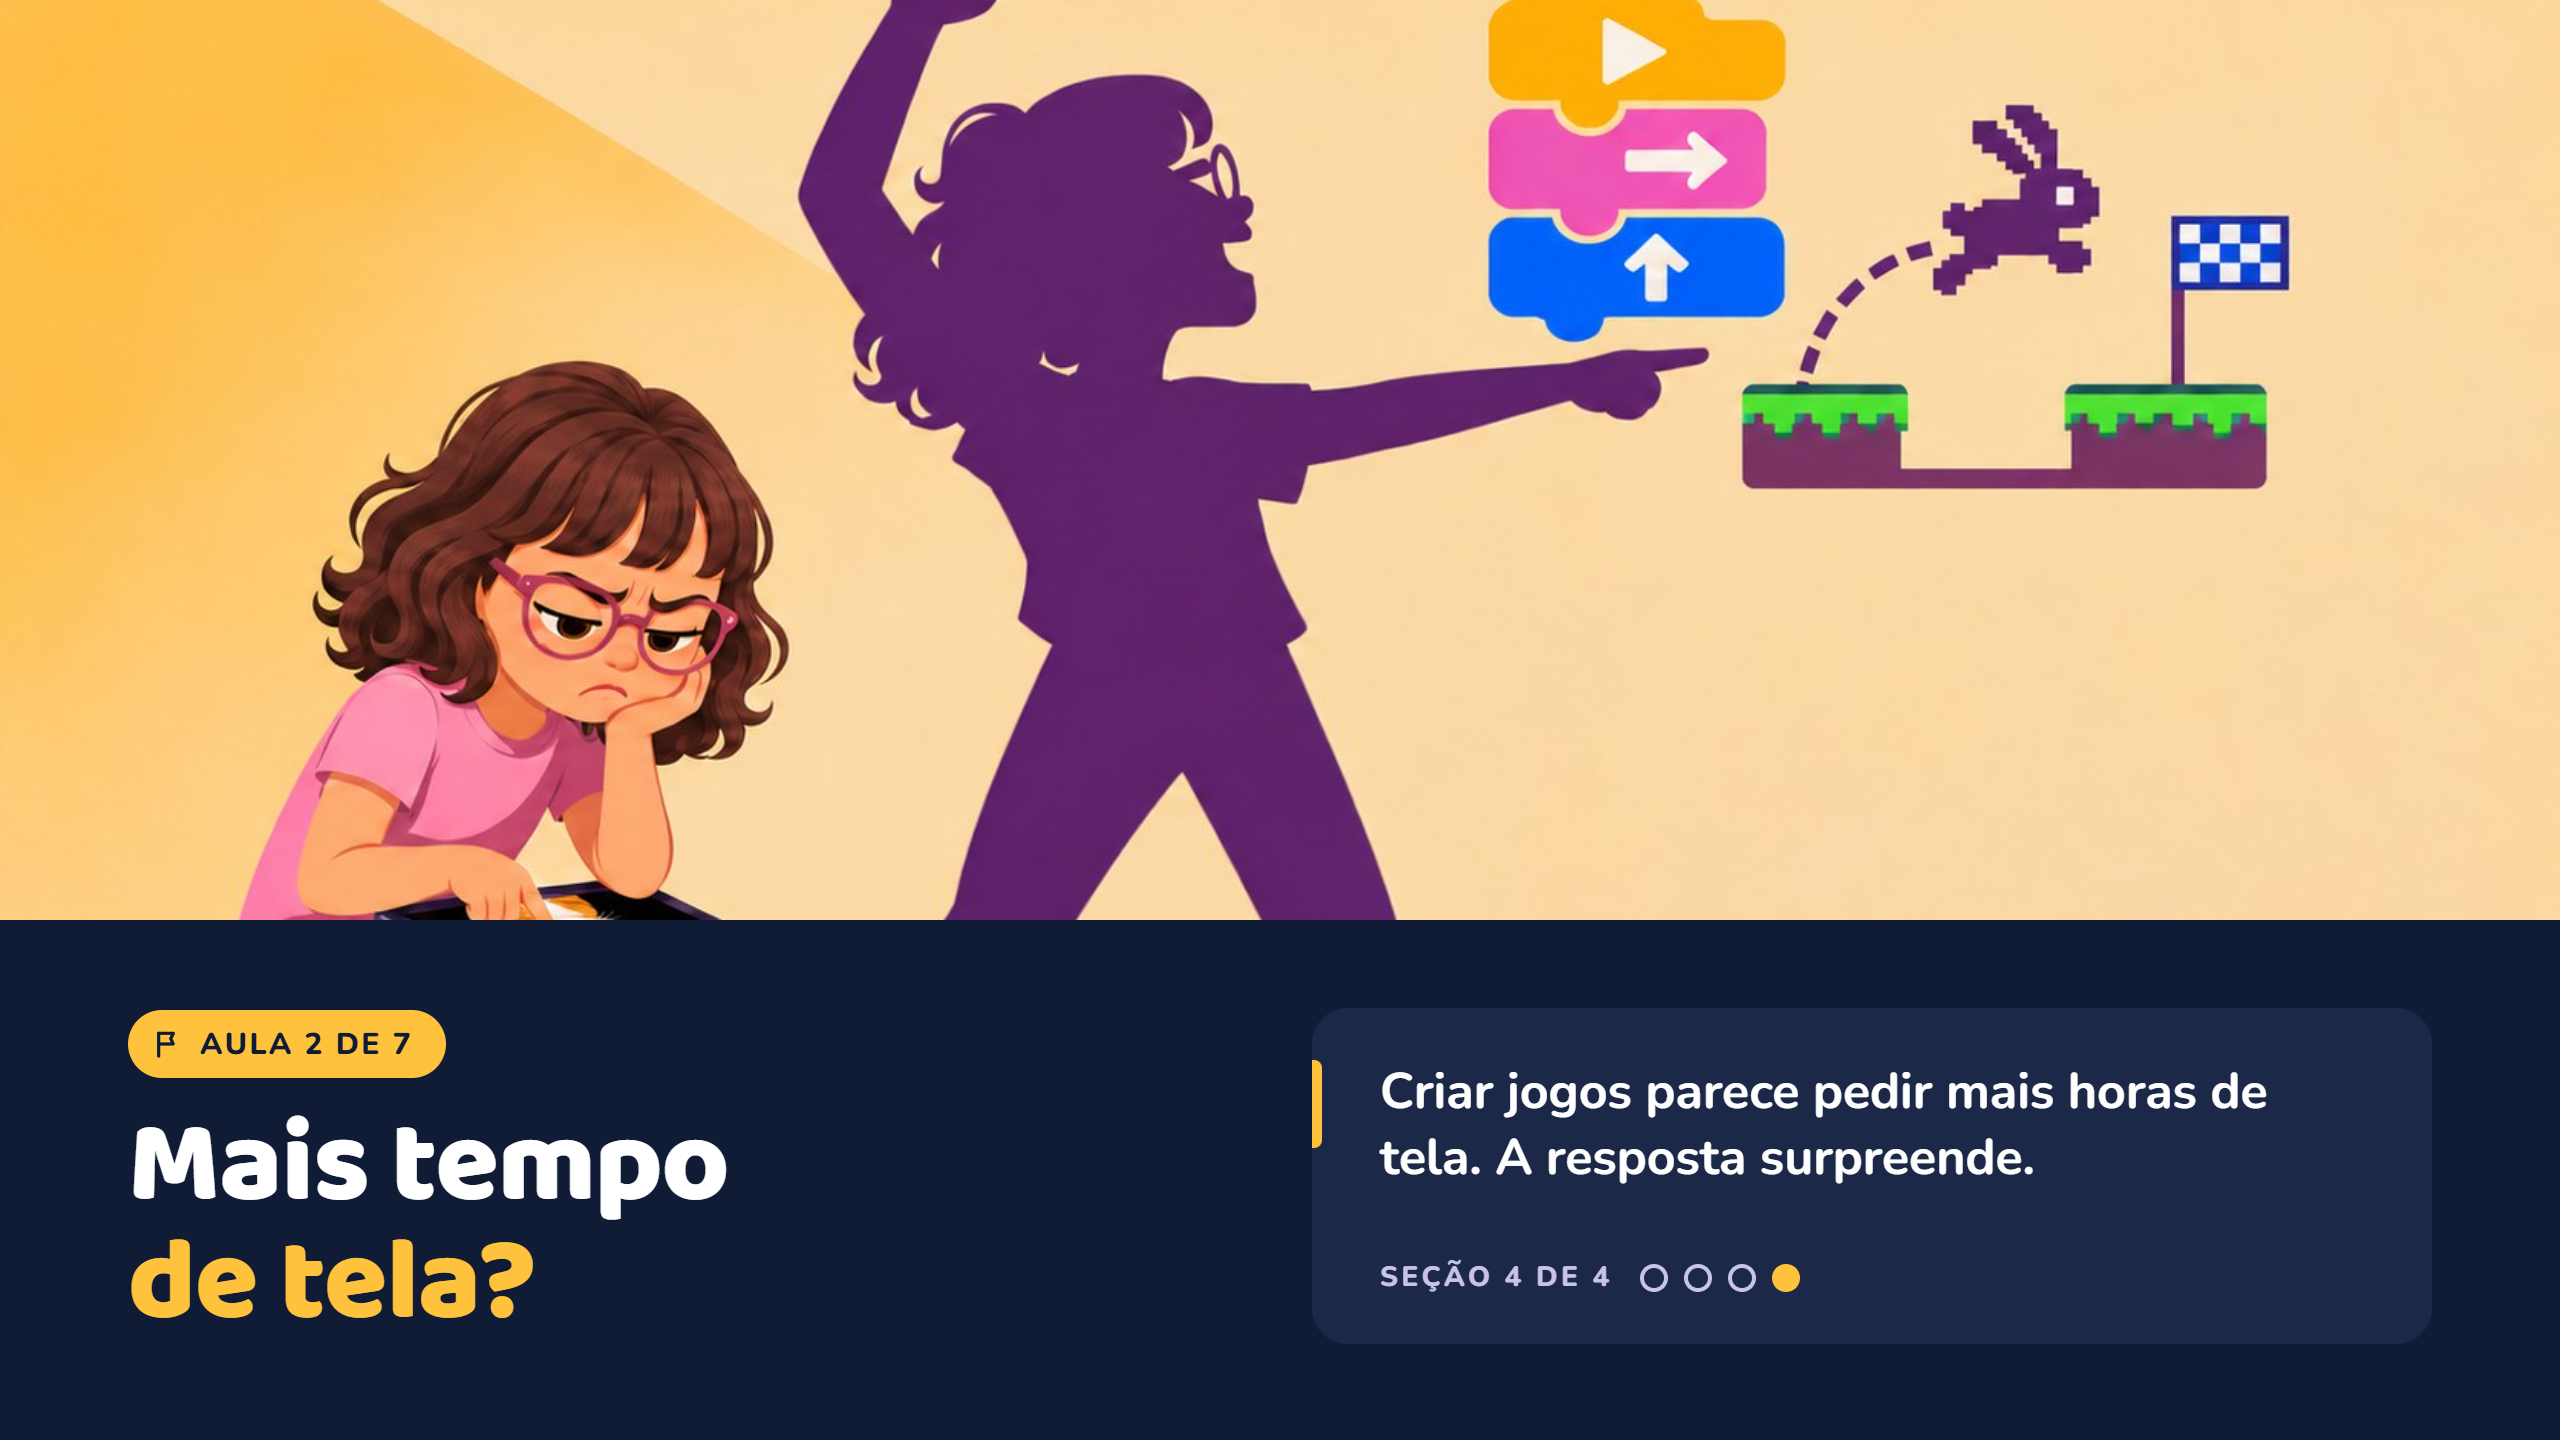 AULA 2 DE 7
Mais tempo
de tela?
Criar jogos parece pedir mais horas de
tela. A resposta surpreende.
SEÇÃO 4 DE 4